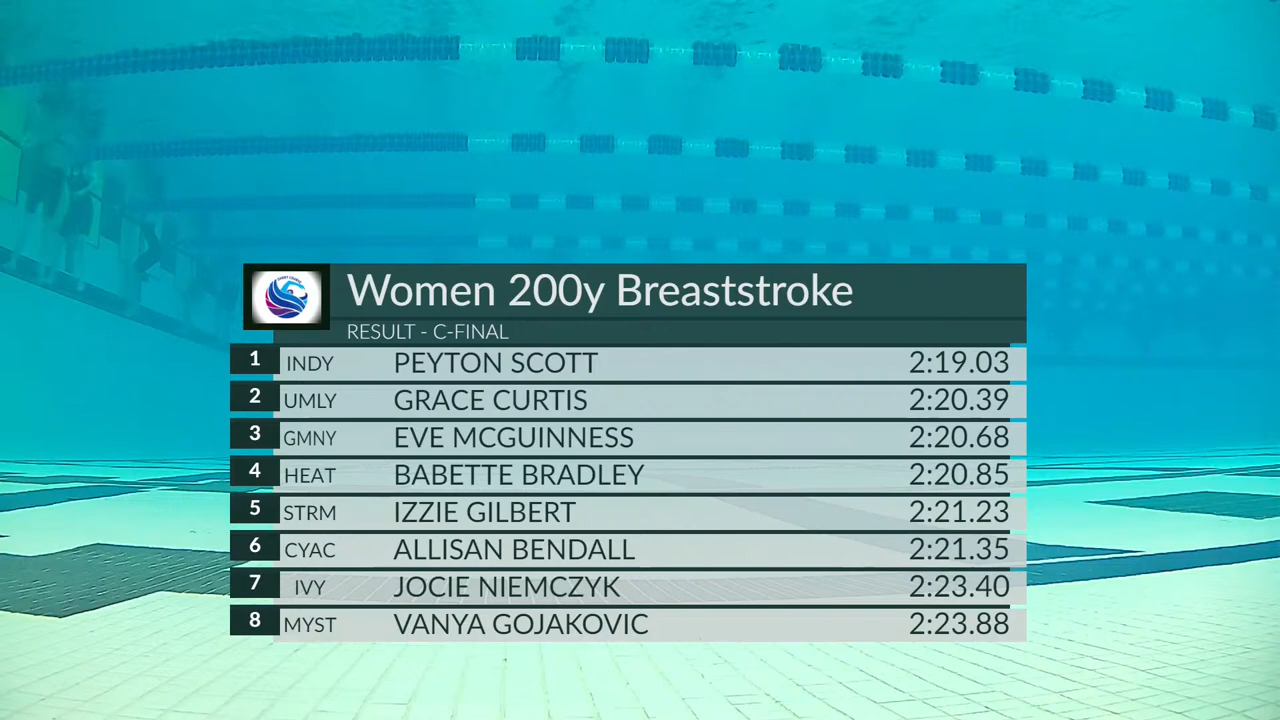 Women 200y Breaststroke
RESULT - C-FINAL
1 INDY PEYTON SCOTT 2:19.03
2 UMLY GRACE CURTIS 2:20.39
3 GMNY EVE MCGUINNESS 2:20.68
4 HEAT BABETTE BRADLEY 2:20.85
5 STRM IZZIE GILBERT 2:21.23
6 CYAC ALLISAN BENDALL 2:21.35
7 IVY JOCIE NIEMCZYK 2:23.40
8 MYST VANYA GOJAKOVIC 2:23.88